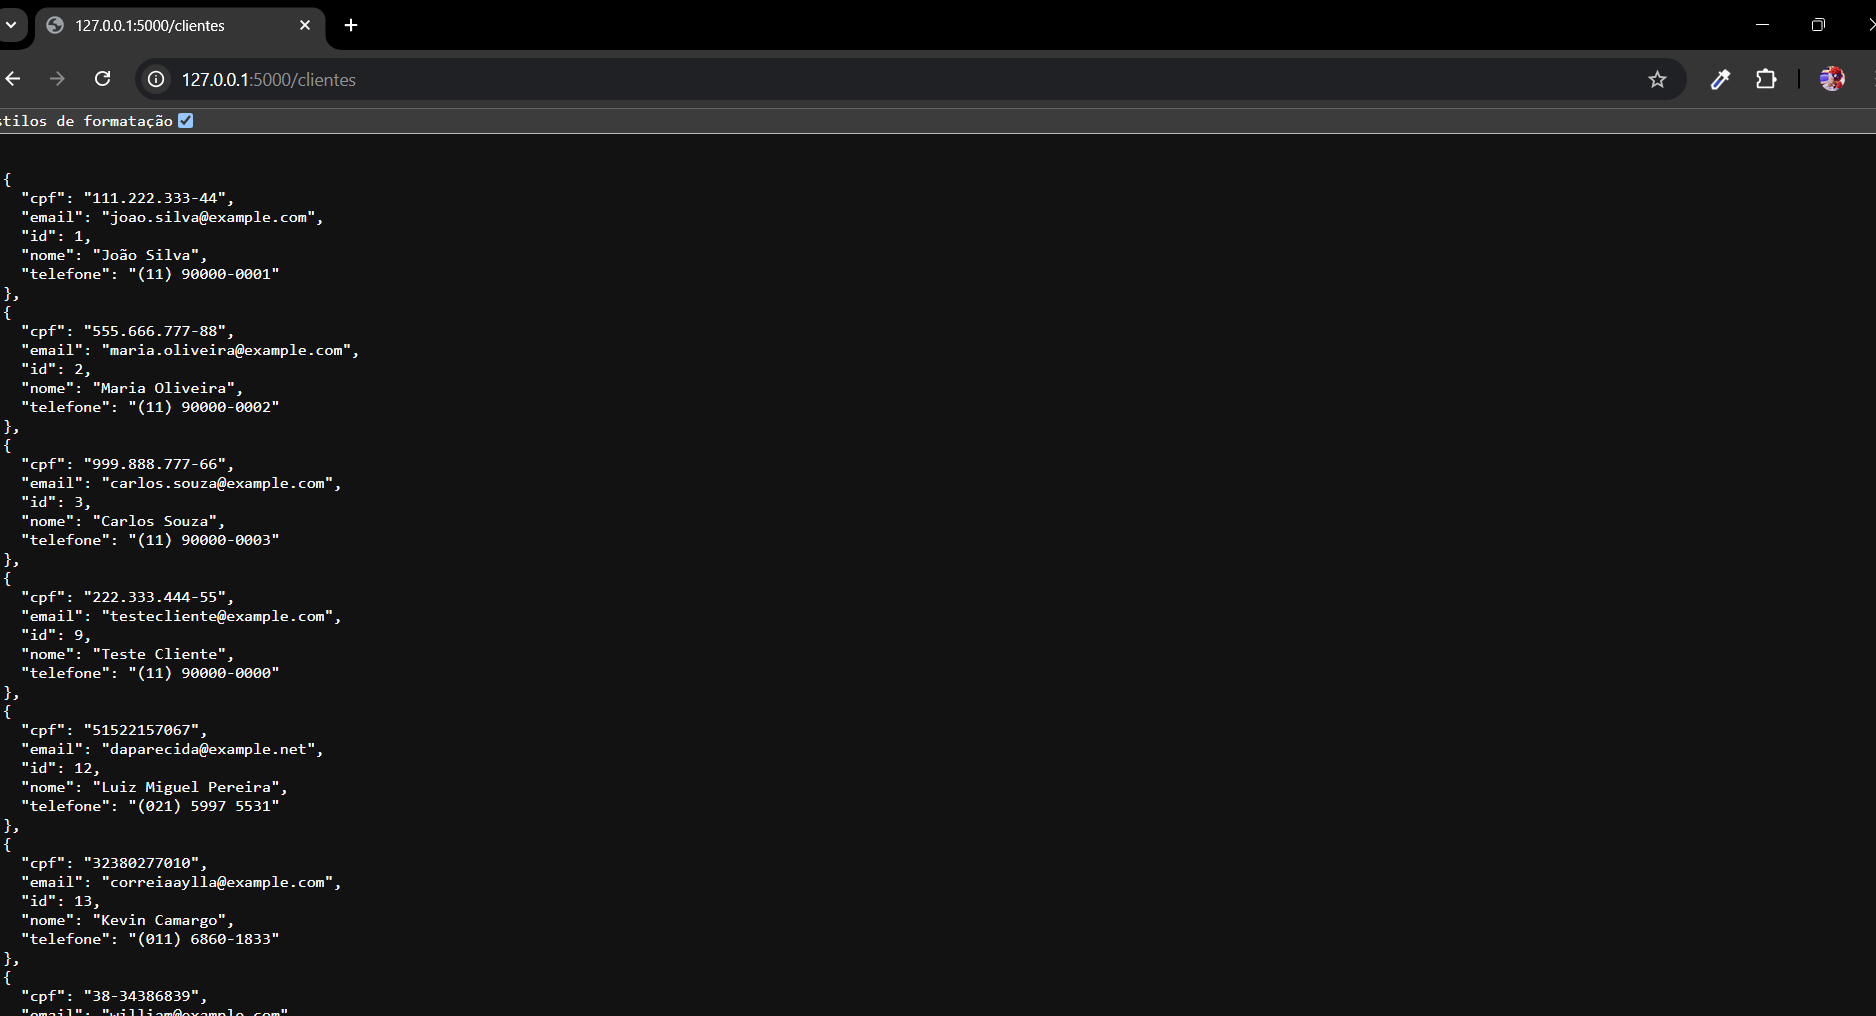 127.0.0.1:5000/clientes
127.0.0.1:5000/clientes
stilos de formatação
{
"cpf": "111.222.333-44",
"email": "joao.silva@example.com",
"id": 1,
"nome": "João Silva",
"telefone": "(11) 90000-0001"
},
{
"cpf": "555.666.777-88",
"email": "maria.oliveira@example.com",
"id": 2,
"nome": "Maria Oliveira",
"telefone": "(11) 90000-0002"
},
{
"cpf": "999.888.777-66",
"email": "carlos.souza@example.com",
"id": 3,
"nome": "Carlos Souza",
"telefone": "(11) 90000-0003"
},
{
"cpf": "222.333.444-55",
"email": "testecliente@example.com",
"id": 9,
"nome": "Teste Cliente",
"telefone": "(11) 90000-0000"
},
{
"cpf": "51522157067",
"email": "daparecida@example.net",
"id": 12,
"nome": "Luiz Miguel Pereira",
"telefone": "(021) 5997 5531"
},
{
"cpf": "32380277010",
"email": "correiaaylla@example.com",
"id": 13,
"nome": "Kevin Camargo",
"telefone": "(011) 6860-1833"
},
{
"cpf": "38-34386839",
"email": "william@example.com"